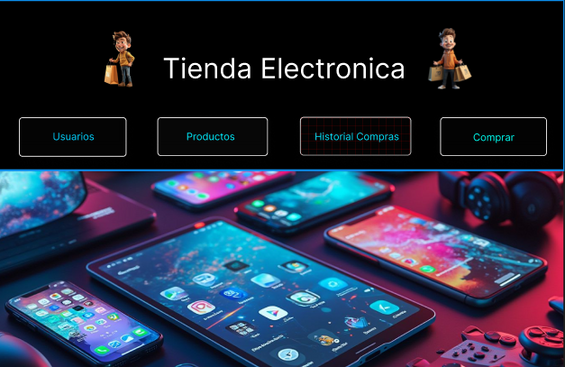 Tienda Electronica
Usuarios
Productos
Historial Compras
Comprar